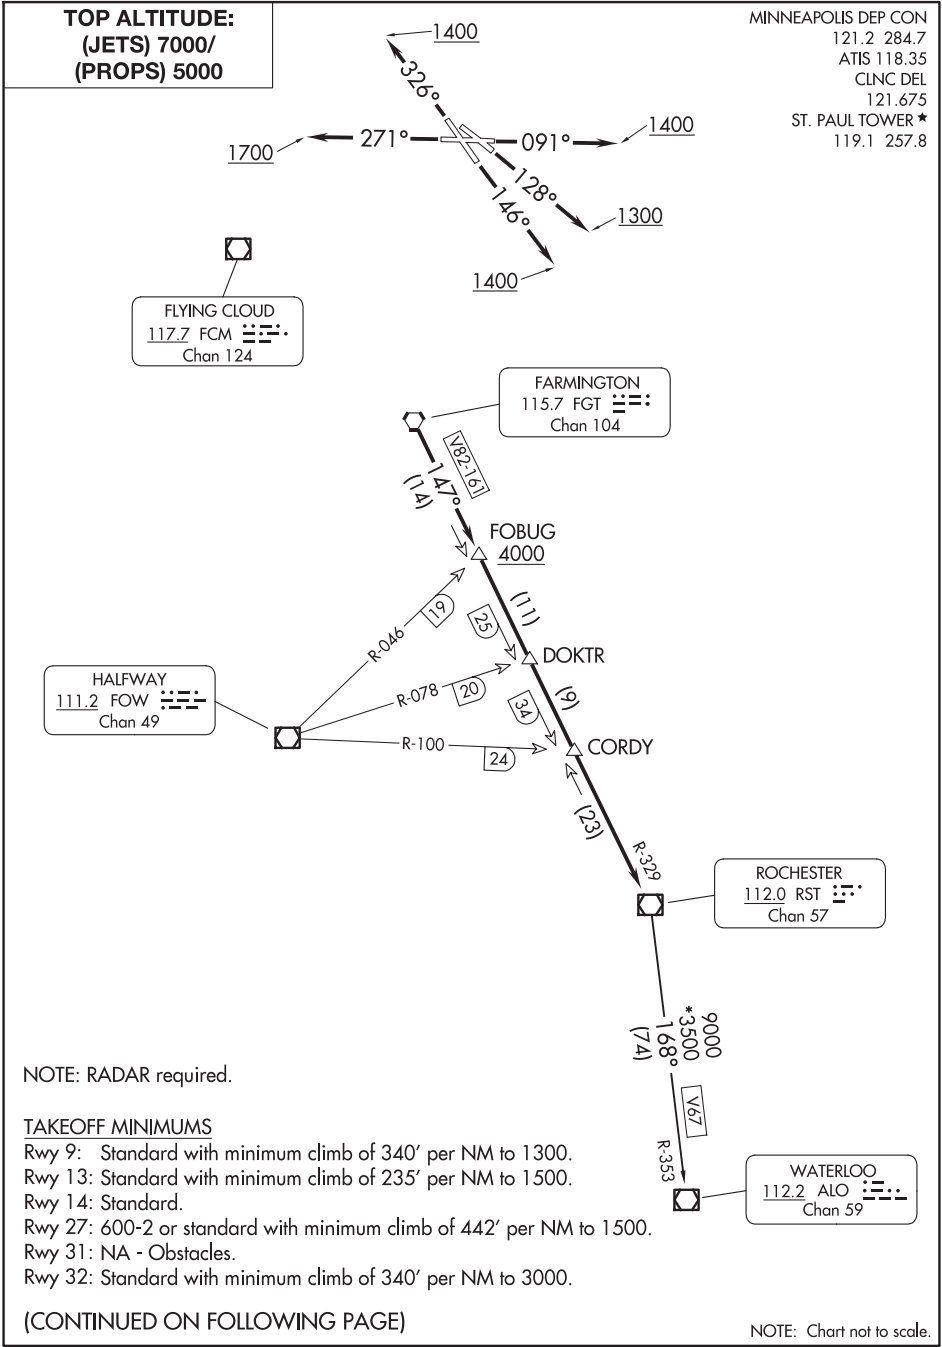 TOP ALTITUDE:
(JETS) 7000/
(PROPS) 5000
MINNEAPOLIS DEP CON
121.2 284.7
ATIS 118.35
CLNC DEL
121.675
ST. PAUL TOWER ★
119.1 257.8
1400
326°
1700
271°
091°
1400
128°
1300
146°
1400
FLYING CLOUD
117.7 FCM
Chan 124
FARMINGTON
115.7 FGT
Chan 104
V82-161
147°
(14)
FOBUG
4000
19
R-046
(11)
25
DOKTR
HALFWAY
111.2 FOW
Chan 49
R-078
20
(9)
34
R-100
24
CORDY
(23)
R-329
ROCHESTER
112.0 RST
Chan 57
9000
*3500
168°
(74)
V67
R-353
WATERLOO
112.2 ALO
Chan 59
NOTE: RADAR required.
TAKEOFF MINIMUMS
Rwy 9: Standard with minimum climb of 340' per NM to 1300.
Rwy 13: Standard with minimum climb of 235' per NM to 1500.
Rwy 14: Standard.
Rwy 27: 600-2 or standard with minimum climb of 442' per NM to 1500.
Rwy 31: NA - Obstacles.
Rwy 32: Standard with minimum climb of 340' per NM to 3000.
(CONTINUED ON FOLLOWING PAGE)
NOTE: Chart not to scale.